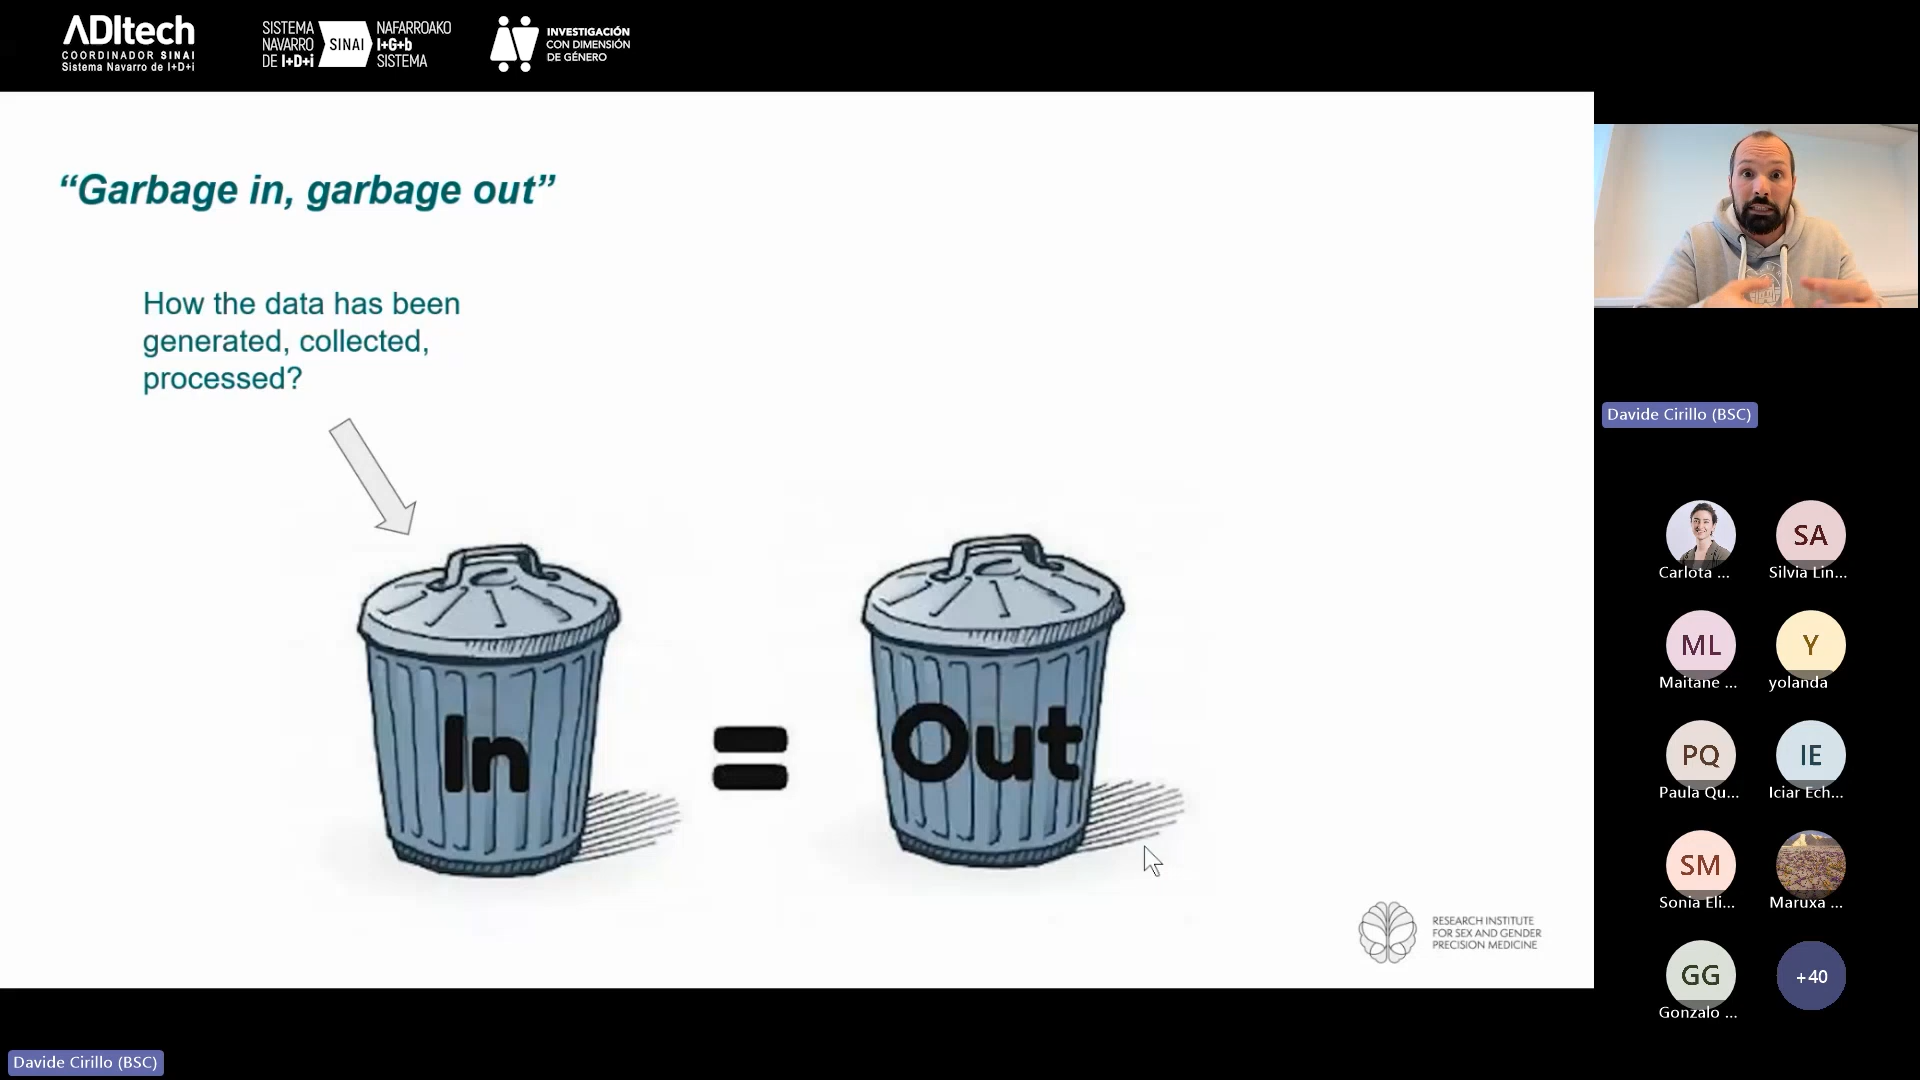 ADItech
COORDINADOR SINAI
Sistema Navarro de I+D+i
SISTEMA
NAVARRO
DE I+D+i
SINAI
NAFARROAKO
I+G+b
SISTEMA
INVESTIGACIÓN
CON DIMENSIÓN
DE GÉNERO
“Garbage in, garbage out”
How the data has been
generated, collected,
processed?
In
=
Out
RESEARCH INSTITUTE
FOR SEX AND GENDER
PRECISION MEDICINE
Davide Cirillo (BSC)
Carlota ...
SA
Silvia Lin...
ML
Maitane ...
Y
yolanda
PQ
Paula Qu...
IE
Iciar Ech...
SM
Sonia Eli...
Maruxa ...
GG
Gonzalo ...
+40
Davide Cirillo (BSC)